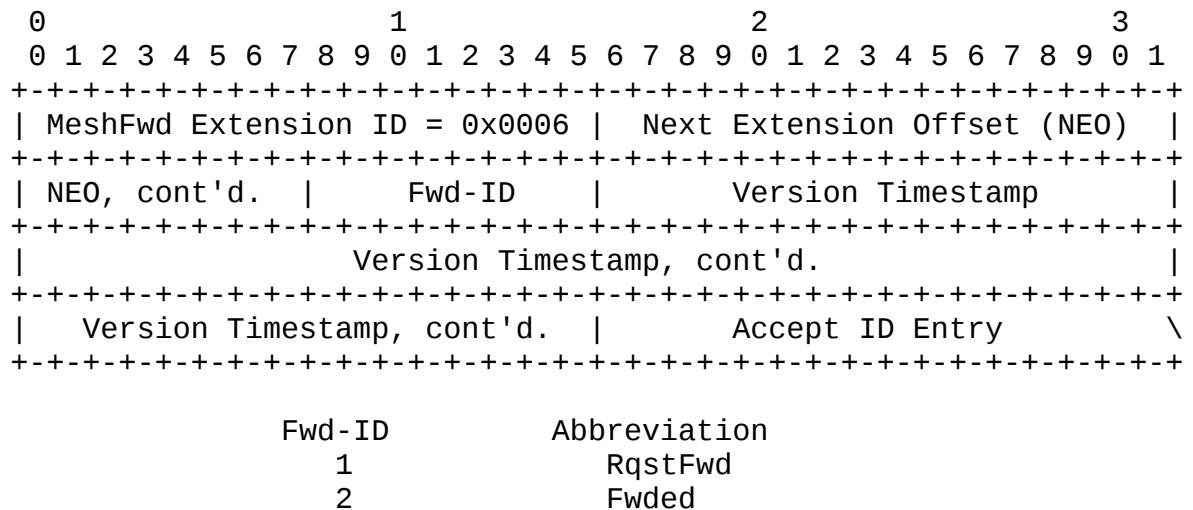 0                   1                   2                   3
 0 1 2 3 4 5 6 7 8 9 0 1 2 3 4 5 6 7 8 9 0 1 2 3 4 5 6 7 8 9 0 1
+-+-+-+-+-+-+-+-+-+-+-+-+-+-+-+-+-+-+-+-+-+-+-+-+-+-+-+-+-+-+-+-+
| MeshFwd Extension ID = 0x0006 |  Next Extension Offset (NEO)  |
+-+-+-+-+-+-+-+-+-+-+-+-+-+-+-+-+-+-+-+-+-+-+-+-+-+-+-+-+-+-+-+-+
| NEO, cont'd.  |     Fwd-ID    |       Version Timestamp       |
+-+-+-+-+-+-+-+-+-+-+-+-+-+-+-+-+-+-+-+-+-+-+-+-+-+-+-+-+-+-+-+-+
|                  Version Timestamp, cont'd.                   |
+-+-+-+-+-+-+-+-+-+-+-+-+-+-+-+-+-+-+-+-+-+-+-+-+-+-+-+-+-+-+-+-+
|   Version Timestamp, cont'd.  |       Accept ID Entry         \
+-+-+-+-+-+-+-+-+-+-+-+-+-+-+-+-+-+-+-+-+-+-+-+-+-+-+-+-+-+-+-+-+

               Fwd-ID         Abbreviation
                  1              RqstFwd
                  2              Fwded